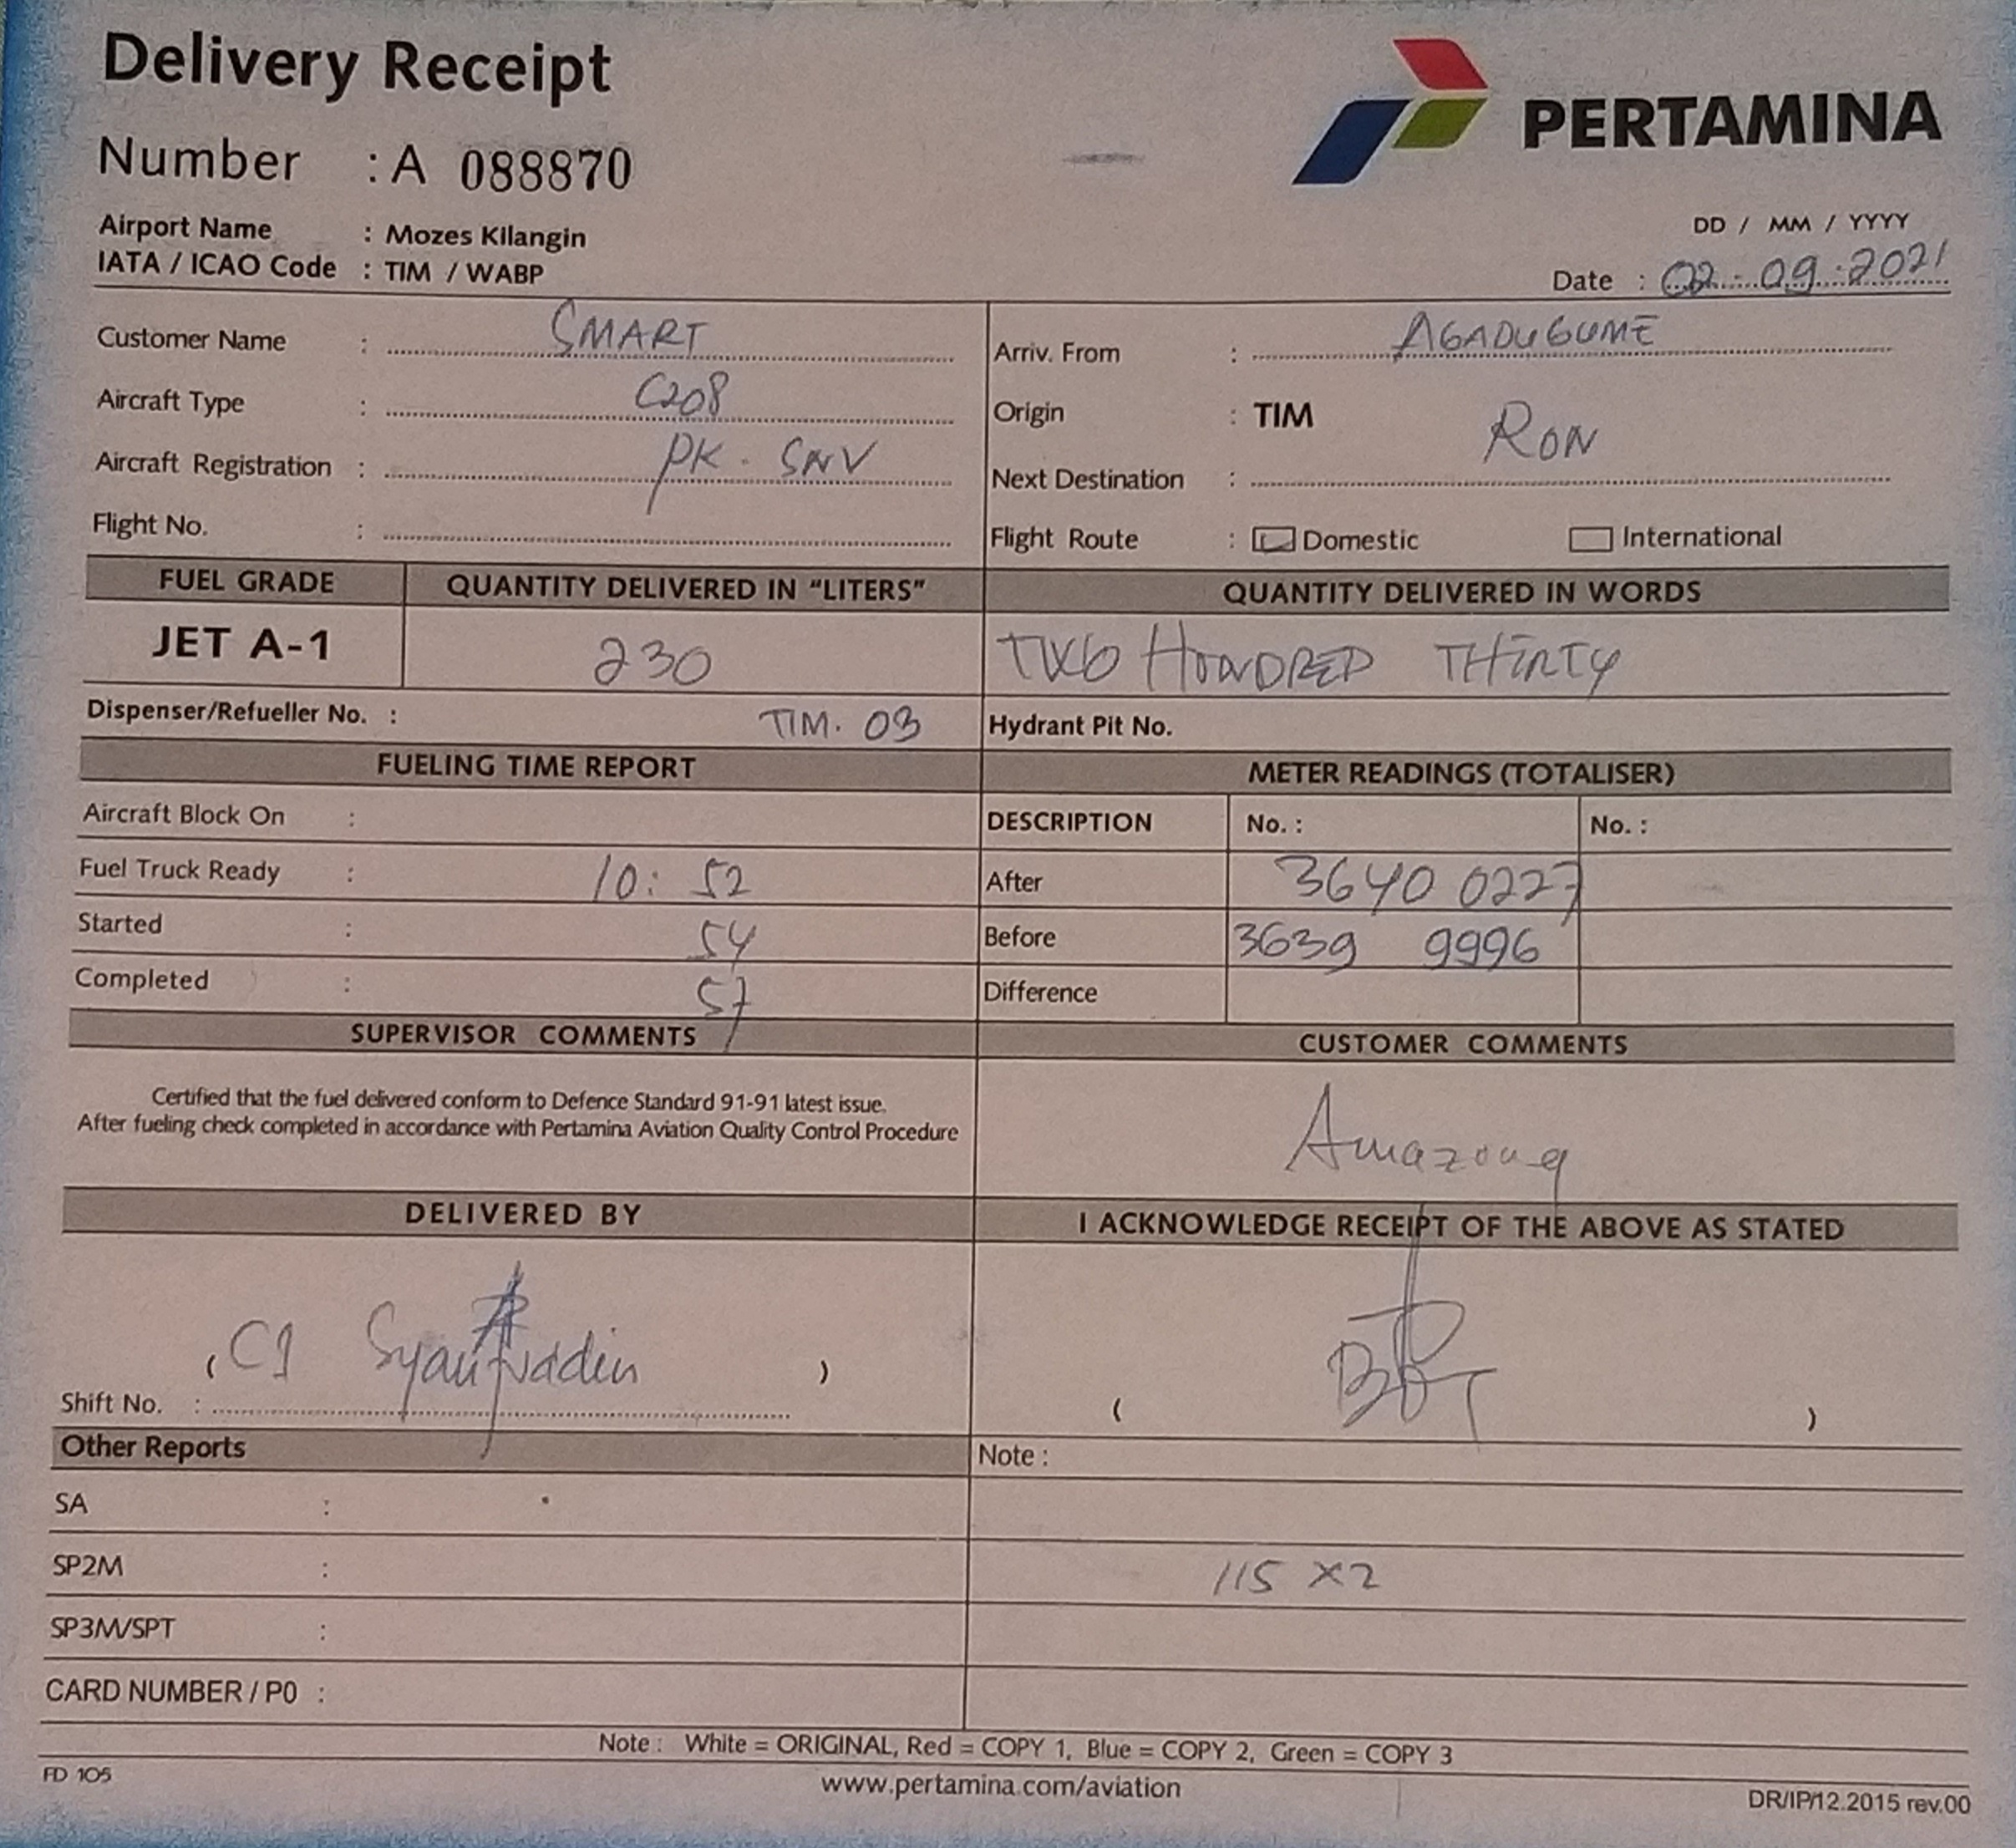 Delivery Receipt
PERTAMINA
Number : A 088870
Airport Name : Mozes Kilangin
IATA / ICAO Code : TIM / WABP
DD / MM / YYYY
Date : 02 . 09 . 2021
Customer Name : SMART
Arriv. From : AGADUGUME
Aircraft Type : C208
Origin : TIM
Aircraft Registration : PK - SNV
Next Destination : RON
Flight No. :
Flight Route : Domestic International
FUEL GRADE QUANTITY DELIVERED IN “LITERS” QUANTITY DELIVERED IN WORDS
JET A-1 230 TWO HUNDRED THIRTY
Dispenser/Refueller No. : TIM. 03 Hydrant Pit No.
FUELING TIME REPORT METER READINGS (TOTALISER)
Aircraft Block On : DESCRIPTION No. : No. :
Fuel Truck Ready : 10: 52 After 3640 0227
Started : 54 Before 3639 9996
Completed : 57 Difference
SUPERVISOR COMMENTS CUSTOMER COMMENTS
Certified that the fuel delivered conform to Defence Standard 91-91 latest issue.
After fueling check completed in accordance with Pertamina Aviation Quality Control Procedure
DELIVERED BY I ACKNOWLEDGE RECEIPT OF THE ABOVE AS STATED
( C1 )
Shift No. : ( )
Other Reports Note :
SA :
SP2M : 115 x2
SP3M/SPT :
CARD NUMBER / P0 :
Note : White = ORIGINAL, Red = COPY 1, Blue = COPY 2, Green = COPY 3
FD 105
www.pertamina.com/aviation
DR/IP/12.2015 rev.00